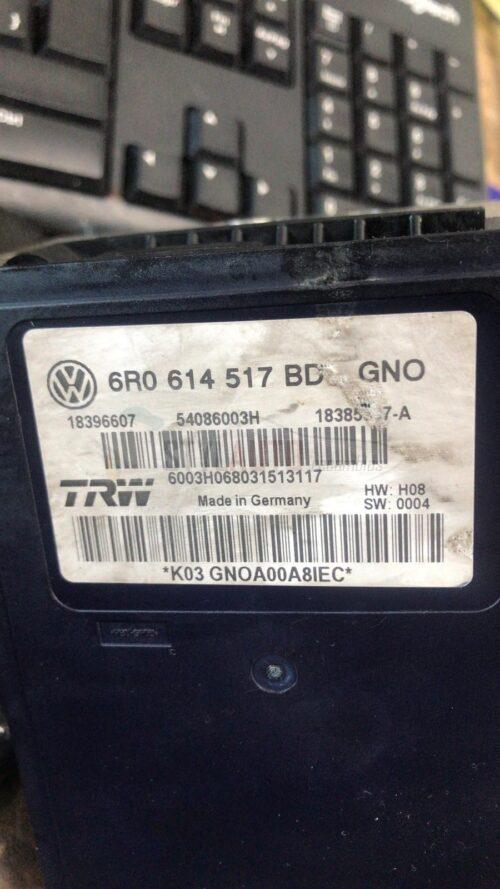 6R0 614 517 BD GNO
18396607 54086003H
6003H068031513117
TRW
Made in Germany
HW: H08
SW: 0004
*K03 GNOA00A8IEC*